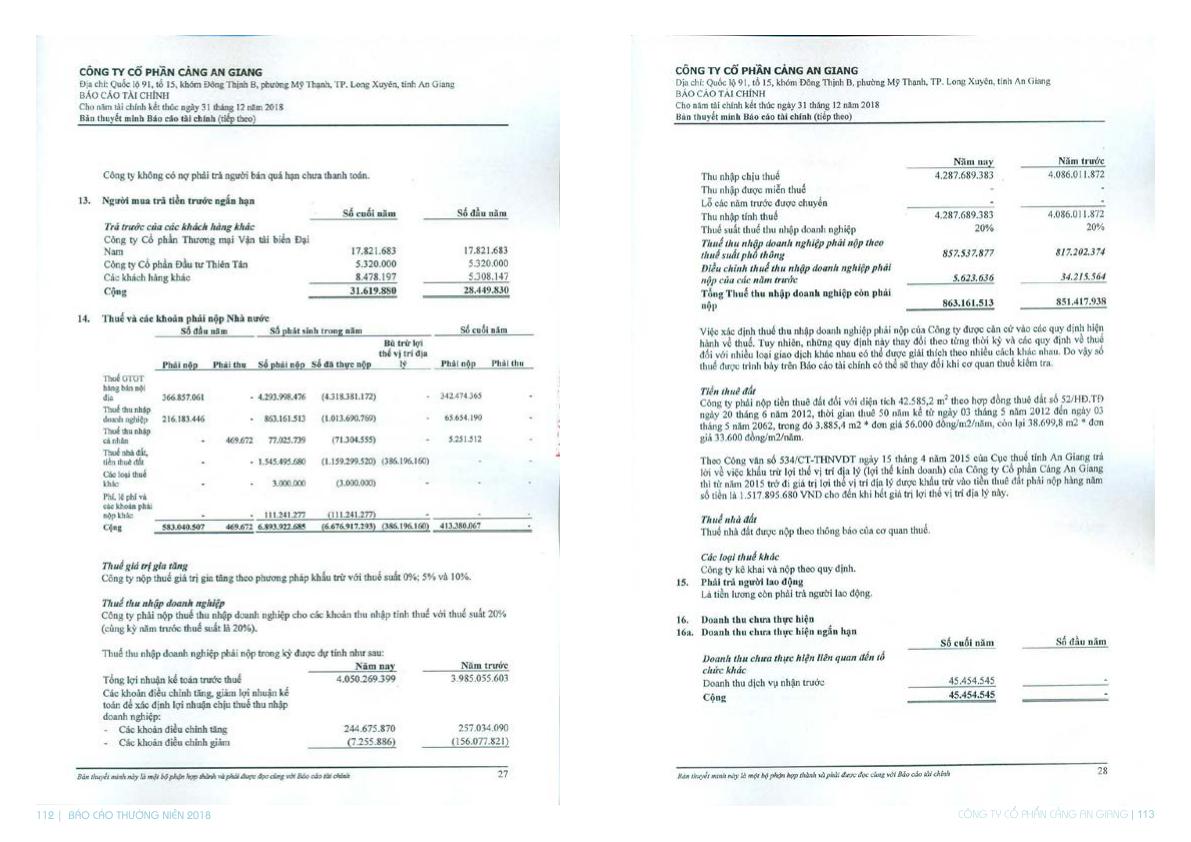 CÔNG TY CỔ PHẦN CẢNG AN GIANG
Địa chỉ: Quốc lộ 91, tổ 15, khóm Đông Thịnh B, phường Mỹ Thạnh, TP. Long Xuyên, tỉnh An Giang
BÁO CÁO TÀI CHÍNH
Cho năm tài chính kết thúc ngày 31 tháng 12 năm 2018
Bản thuyết minh Báo cáo tài chính (tiếp theo)
Công ty không có nợ phải trả người bán quá hạn chưa thanh toán.
13. Người mua trả tiền trước ngắn hạn
Số cuối năm Số đầu năm
Trả trước của các khách hàng khác
Công ty Cổ phần Thương mại Vận tải biển Đại
Nam 17.821.683 17.821.683
Công ty Cổ phần Đầu tư Thiên Tân 5.320.000 5.320.000
Các khách hàng khác 8.478.197 5.308.147
Cộng 31.619.880 28.449.830
14. Thuế và các khoản phải nộp Nhà nước
Số đầu năm Số phát sinh trong năm Số cuối năm
Bù trừ lợi
thế vị trí địa
Phải nộp Phải thu Số phải nộp Số đã thực nộp lý Phải nộp Phải thu
Thuế GTGT
hàng bán nội
địa 366.857.061 - 4.293.998.476 (4.318.381.172) - 342.474.365 -
Thuế thu nhập
doanh nghiệp 216.183.446 - 863.161.513 (1.013.690.769) - 65.654.190 -
Thuế thu nhập
cá nhân - 469.672 77.025.739 (71.304.555) - 5.251.512 -
Thuế nhà đất,
tiền thuê đất - - 1.545.495.680 (1.159.299.520) (386.196.160) - -
Các loại thuế
khác - - 3.000.000 (3.000.000) - - -
Phí, lệ phí và
các khoản phải
nộp khác - - 111.241.277 (111.241.277) - - -
Cộng 583.040.507 469.672 6.893.922.685 (6.676.917.293) (386.196.160) 413.380.067 -
Thuế giá trị gia tăng
Công ty nộp thuế giá trị gia tăng theo phương pháp khấu trừ với thuế suất 0%; 5% và 10%.
Thuế thu nhập doanh nghiệp
Công ty phải nộp thuế thu nhập doanh nghiệp cho các khoản thu nhập tính thuế với thuế suất 20%
(cùng kỳ năm trước thuế suất là 20%).
Thuế thu nhập doanh nghiệp phải nộp trong kỳ được dự tính như sau:
Năm nay Năm trước
Tổng lợi nhuận kế toán trước thuế 4.050.269.399 3.985.055.603
Các khoản điều chỉnh tăng, giảm lợi nhuận kế
toán để xác định lợi nhuận chịu thuế thu nhập
doanh nghiệp:
- Các khoản điều chỉnh tăng 244.675.870 257.034.090
- Các khoản điều chỉnh giảm (7.255.886) (156.077.821)
Bản thuyết minh này là một bộ phận hợp thành và phải được đọc cùng với Báo cáo tài chính 27
112 | BÁO CÁO THƯỜNG NIÊN 2018
CÔNG TY CỔ PHẦN CẢNG AN GIANG
Địa chỉ: Quốc lộ 91, tổ 15, khóm Đông Thịnh B, phường Mỹ Thạnh, TP. Long Xuyên, tỉnh An Giang
BÁO CÁO TÀI CHÍNH
Cho năm tài chính kết thúc ngày 31 tháng 12 năm 2018
Bản thuyết minh Báo cáo tài chính (tiếp theo)
Năm nay Năm trước
Thu nhập chịu thuế 4.287.689.383 4.086.011.872
Thu nhập được miễn thuế - -
Lỗ các năm trước được chuyển - -
Thu nhập tính thuế 4.287.689.383 4.086.011.872
Thuế suất thuế thu nhập doanh nghiệp 20% 20%
Thuế thu nhập doanh nghiệp phải nộp theo
thuế suất phổ thông 857.537.877 817.202.374
Điều chỉnh thuế thu nhập doanh nghiệp phải
nộp của các năm trước 5.623.636 34.215.564
Tổng Thuế thu nhập doanh nghiệp còn phải
nộp 863.161.513 851.417.938
Việc xác định thuế thu nhập doanh nghiệp phải nộp của Công ty được căn cứ vào các quy định hiện
hành về thuế. Tuy nhiên, những quy định này thay đổi theo từng thời kỳ và các quy định về thuế
đối với nhiều loại giao dịch khác nhau có thể được giải thích theo nhiều cách khác nhau. Do vậy số
thuế được trình bày trên Báo cáo tài chính có thể sẽ thay đổi khi cơ quan thuế kiểm tra.
Tiền thuê đất
Công ty phải nộp tiền thuê đất đối với diện tích 42.585,2 m² theo hợp đồng thuê đất số 52/HĐ.TĐ
ngày 20 tháng 6 năm 2012, thời gian thuê 50 năm kể từ ngày 03 tháng 5 năm 2012 đến ngày 03
tháng 5 năm 2062, trong đó 3.885,4 m2 * đơn giá 56.000 đồng/m2/năm, còn lại 38.699,8 m2 * đơn
giá 33.600 đồng/m2/năm.
Theo Công văn số 534/CT-THNVDT ngày 15 tháng 4 năm 2015 của Cục thuế tỉnh An Giang trả
lời về việc khấu trừ lợi thế vị trí địa lý (lợi thế kinh doanh) của Công ty Cổ phần Cảng An Giang
thì từ năm 2015 trở đi giá trị lợi thế vị trí địa lý được khấu trừ vào tiền thuê đất phải nộp hàng năm
số tiền là 1.517.895.680 VND cho đến khi hết giá trị lợi thế vị trí địa lý này.
Thuế nhà đất
Thuế nhà đất được nộp theo thông báo của cơ quan thuế.
Các loại thuế khác
Công ty kê khai và nộp theo quy định.
15. Phải trả người lao động
Là tiền lương còn phải trả người lao động.
16. Doanh thu chưa thực hiện
16a. Doanh thu chưa thực hiện ngắn hạn
Số cuối năm Số đầu năm
Doanh thu chưa thực hiện liên quan đến tổ
chức khác
Doanh thu dịch vụ nhận trước 45.454.545 -
Cộng 45.454.545 -
Bản thuyết minh này là một bộ phận hợp thành và phải được đọc cùng với Báo cáo tài chính 28
CÔNG TY CỔ PHẦN CẢNG AN GIANG | 113